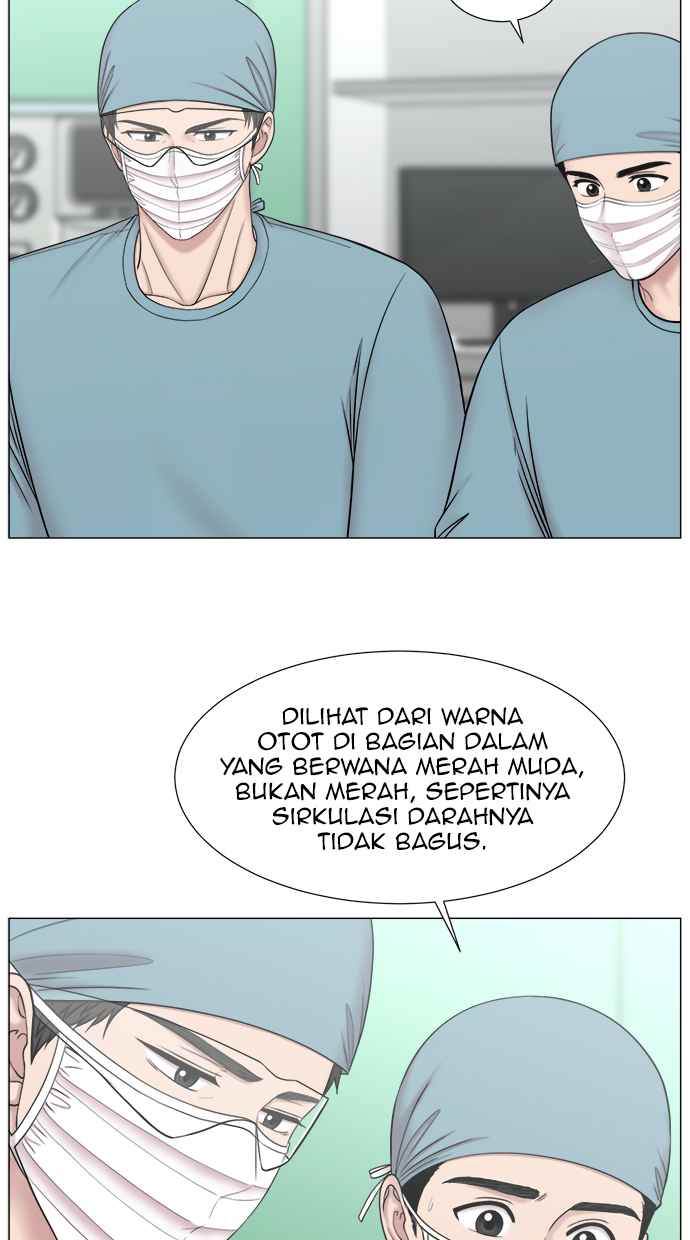 DILIHAT DARI WARNA
OTOT DI BAGIAN DALAM
YANG BERWANA MERAH MUDA,
BUKAN MERAH, SEPERTINYA
SIRKULASI DARAHNYA
TIDAK BAGUS.